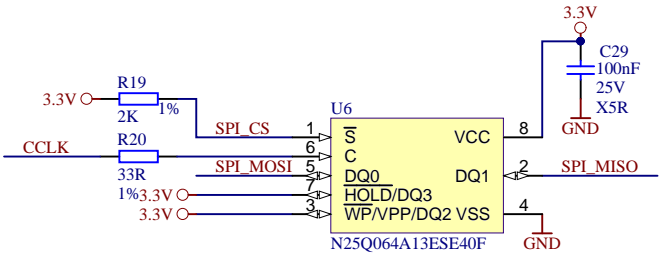 3.3V
C29
100nF
25V
X5R
GND
R19
3.3V
1%
2K
U6
SPI_CS
1
S
VCC
8
CCLK
R20
6
C
33R
1%
SPI_MOSI
5
DQ0
DQ1
2
SPI_MISO
3.3V
7
HOLD/DQ3
3.3V
3
WP/VPP/DQ2
VSS
4
GND
N25Q064A13ESE40F